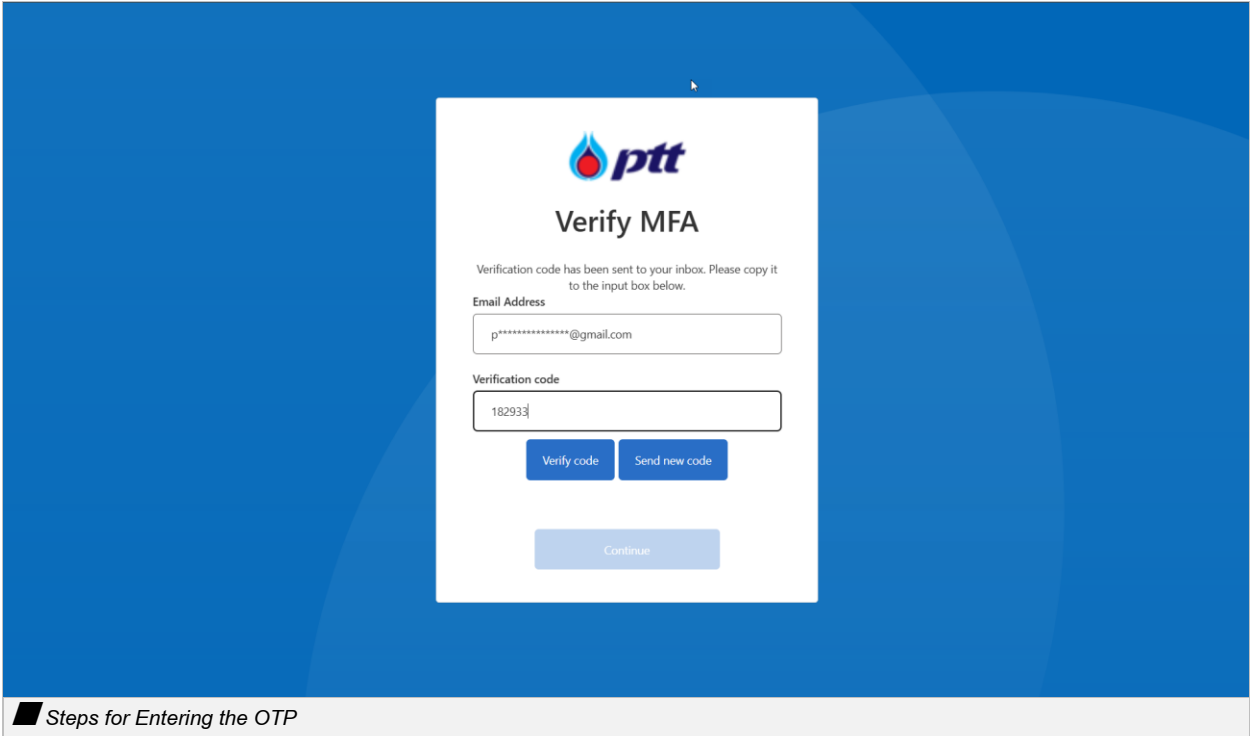 ptt
Verify MFA
Verification code has been sent to your inbox. Please copy it
to the input box below.
Email Address
p***************@gmail.com
Verification code
182933
Verify code Send new code
Continue
Steps for Entering the OTP